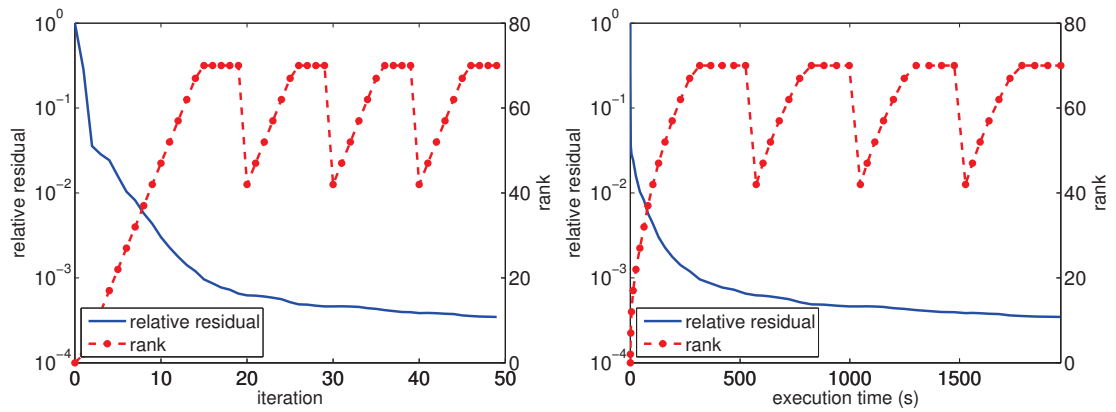 10^0
10^-1
10^-2
10^-3
10^-4
relative residual
80
60
40
20
0
rank
relative residual
rank
0 10 20 30 40 50
iteration
10^0
10^-1
10^-2
10^-3
10^-4
relative residual
80
60
40
20
0
rank
relative residual
rank
0 500 1000 1500
execution time (s)